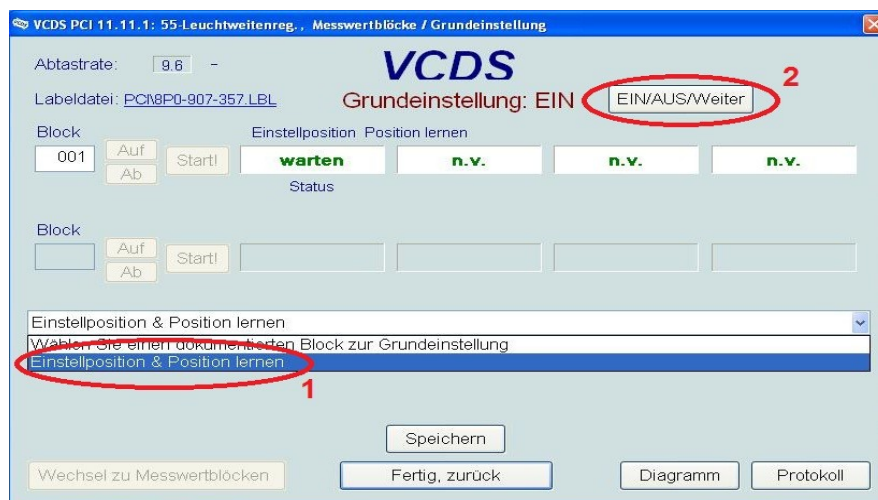 VCDS PCI 11.11.1: 55-Leuchtweitenreg., Messwertblöcke / Grundeinstellung
Abtastrate: 9.6 -
VCDS
2
Labeldatei: PCI\8P0-907-357.LBL
Grundeinstellung: EIN
EIN/AUS/Weiter
Block
Einstellposition Position lernen
001
Auf
Ab
Start!
warten
n.v.
n.v.
n.v.
Status
Block
Auf
Ab
Start!
Einstellposition & Position lernen
Wählen Sie einen dokumentierten Block zur Grundeinstellung
Einstellposition & Position lernen
1
Speichern
Wechsel zu Messwertblöcken
Fertig, zurück
Diagramm
Protokoll